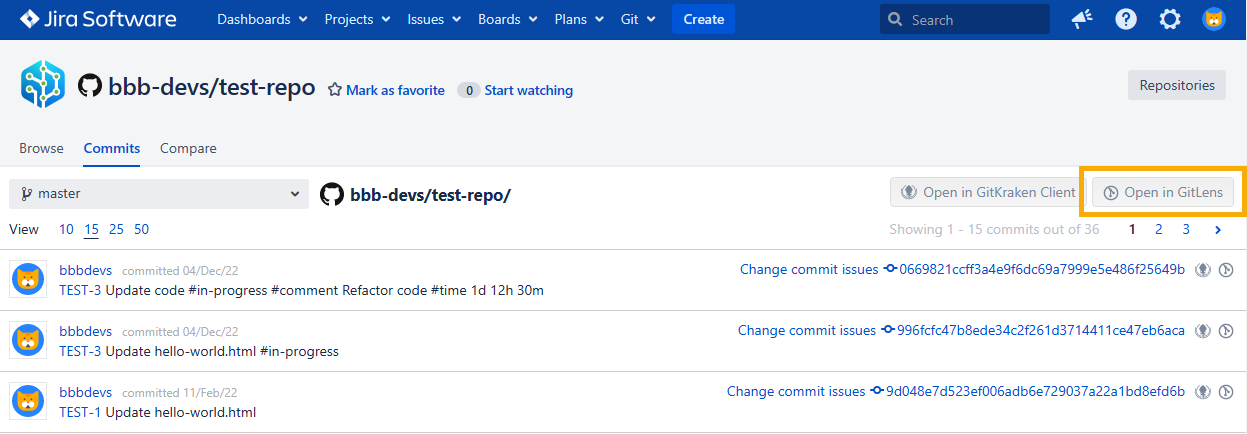 Jira Software Dashboards Projects Issues Boards Plans Git Create Search
bbb-devs/test-repo Mark as favorite 0 Start watching Repositories
Browse Commits Compare
master bbb-devs/test-repo/ Open in GitKraken Client Open in GitLens
View 10 15 25 50 Showing 1 - 15 commits out of 36 1 2 3
bbbdevs committed 04/Dec/22 Change commit issues 0669821ccff3a4e9f6dc69a7999e5e486f25649b
TEST-3 Update code #in-progress #comment Refactor code #time 1d 12h 30m
bbbdevs committed 04/Dec/22 Change commit issues 996fcfc47b8ede34c2f261d3714411ce47eb6aca
TEST-3 Update hello-world.html #in-progress
bbbdevs committed 11/Feb/22 Change commit issues 9d048e7d523ef006adb6e729037a22a1bd8efd6b
TEST-1 Update hello-world.html